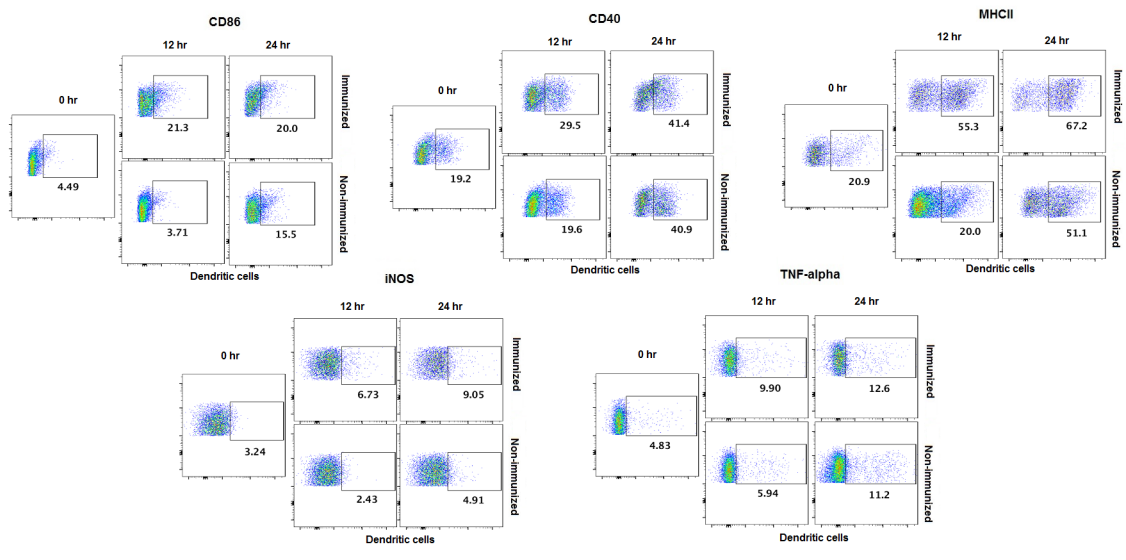 CD86
12 hr
24 hr
0 hr
4.49
21.3
20.0
Immunized
3.71
15.5
Non-immunized
Dendritic cells
CD40
12 hr
24 hr
0 hr
19.2
29.5
41.4
Immunized
19.6
40.9
Non-immunized
Dendritic cells
MHCII
12 hr
24 hr
0 hr
20.9
55.3
67.2
Immunized
20.0
51.1
Non-immunized
Dendritic cells
iNOS
12 hr
24 hr
0 hr
3.24
6.73
9.05
Immunized
2.43
4.91
Non-immunized
Dendritic cells
TNF-alpha
12 hr
24 hr
0 hr
4.83
9.90
12.6
Immunized
5.94
11.2
Non-immunized
Dendritic cells